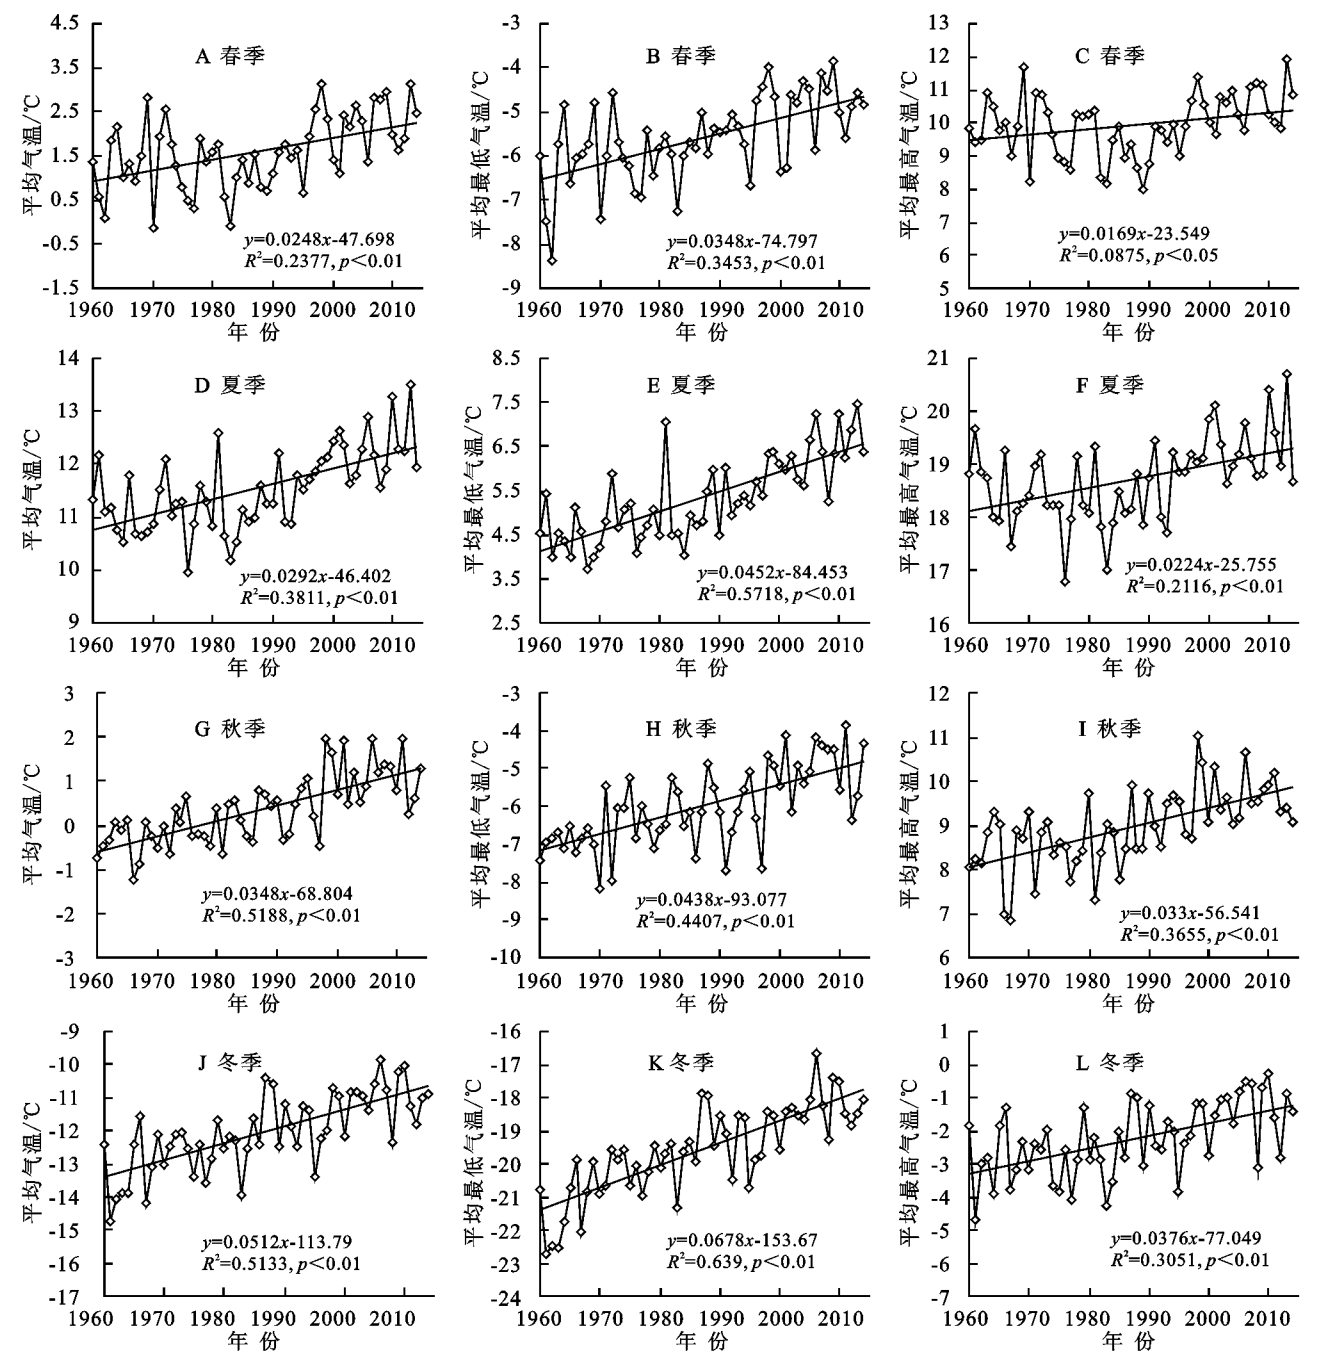 A 春季
平均气温/℃
4.5
3.5
2.5
1.5
0.5
-0.5
-1.5
y=0.0248x-47.698
R²=0.2377, p<0.01
1960 1970 1980 1990 2000 2010
年 份
B 春季
平均最低气温/℃
-3
-4
-5
-6
-7
-8
-9
y=0.0348x-74.797
R²=0.3453, p<0.01
1960 1970 1980 1990 2000 2010
年 份
C 春季
平均最高气温/℃
13
12
11
10
9
8
7
6
5
y=0.0169x-23.549
R²=0.0875, p<0.05
1960 1970 1980 1990 2000 2010
年 份
D 夏季
平均气温/℃
14
13
12
11
10
9
y=0.0292x-46.402
R²=0.3811, p<0.01
1960 1970 1980 1990 2000 2010
年 份
E 夏季
平均最低气温/℃
8.5
7.5
6.5
5.5
4.5
3.5
2.5
y=0.0452x-84.453
R²=0.5718, p<0.01
1960 1970 1980 1990 2000 2010
年 份
F 夏季
平均最高气温/℃
21
20
19
18
17
16
y=0.0224x-25.755
R²=0.2116, p<0.01
1960 1970 1980 1990 2000 2010
年 份
G 秋季
平均气温/℃
3
2
1
0
-1
-2
-3
y=0.0348x-68.804
R²=0.5188, p<0.01
1960 1970 1980 1990 2000 2010
年 份
H 秋季
平均最低气温/℃
-3
-4
-5
-6
-7
-8
-9
-10
y=0.0438x-93.077
R²=0.4407, p<0.01
1960 1970 1980 1990 2000 2010
年 份
I 秋季
平均最高气温/℃
12
11
10
9
8
7
6
y=0.033x-56.541
R²=0.3655, p<0.01
1960 1970 1980 1990 2000 2010
年 份
J 冬季
平均气温/℃
-9
-10
-11
-12
-13
-14
-15
-16
-17
y=0.0512x-113.79
R²=0.5133, p<0.01
1960 1970 1980 1990 2000 2010
年 份
K 冬季
平均最低气温/℃
-16
-17
-18
-19
-20
-21
-22
-23
-24
y=0.0678x-153.67
R²=0.639, p<0.01
1960 1970 1980 1990 2000 2010
年 份
L 冬季
平均最高气温/℃
1
0
-1
-2
-3
-4
-5
-6
-7
y=0.0376x-77.049
R²=0.3051, p<0.01
1960 1970 1980 1990 2000 2010
年 份